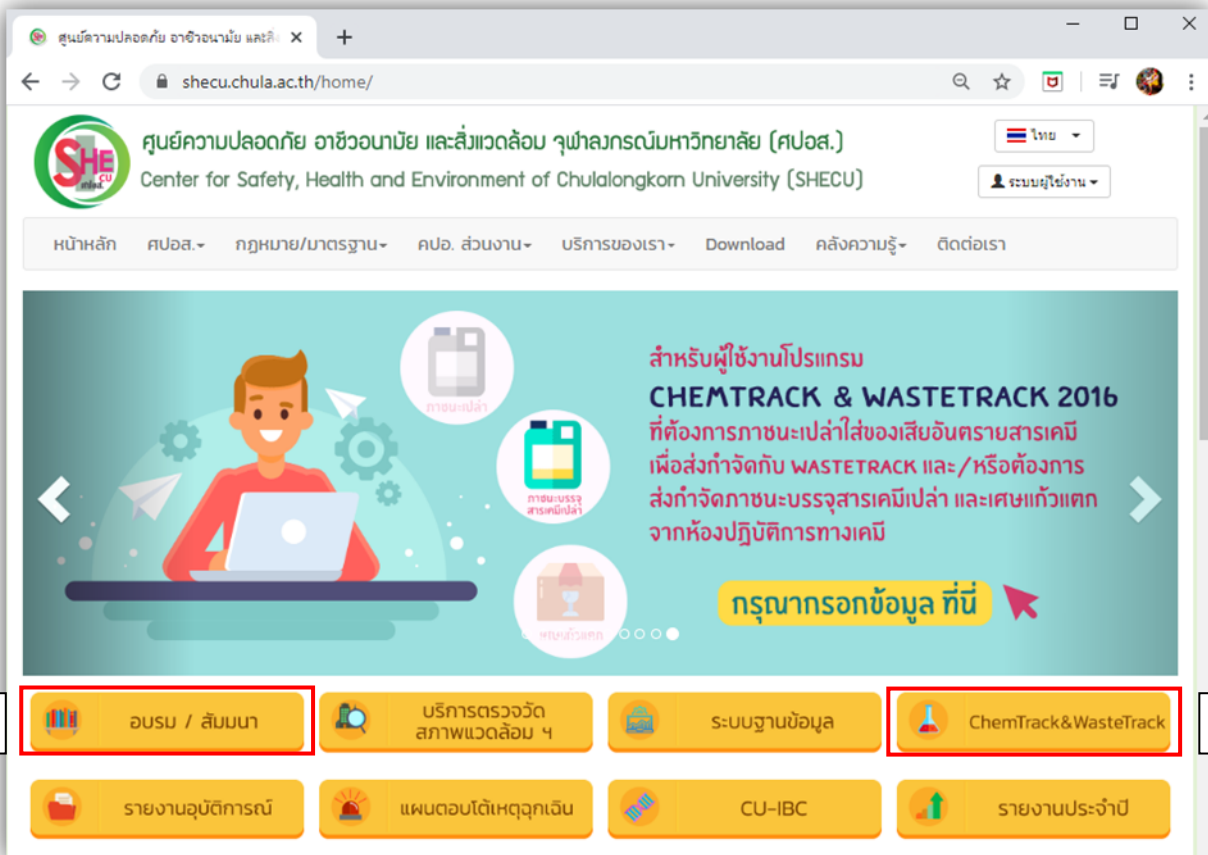 ศูนย์ความปลอดภัย อาชีวอนามัย และสิ่ง
shecu.chula.ac.th/home/
SHE
CU
ศปอส.
ศูนย์ความปลอดภัย อาชีวอนามัย และสิ่งแวดล้อม จุฬาลงกรณ์มหาวิทยาลัย (ศปอส.)
Center for Safety, Health and Environment of Chulalongkorn University (SHECU)
ไทย
ระบบผู้ใช้งาน
หน้าหลัก ศปอส. กฎหมาย/มาตรฐาน คปอ. ส่วนงาน บริการของเรา Download คลังความรู้ ติดต่อเรา
ภาชนะเปล่า
ภาชนะบรรจุ
สารเคมีเปล่า
เศษแก้วแตก
สำหรับผู้ใช้งานโปรแกรม
CHEMTRACK & WASTETRACK 2016
ที่ต้องการภาชนะเปล่าใส่ของเสียอันตรายสารเคมี
เพื่อส่งกำจัดกับ WASTETRACK และ/หรือต้องการ
ส่งกำจัดภาชนะบรรจุสารเคมีเปล่า และเศษแก้วแตก
จากห้องปฏิบัติการทางเคมี
กรุณากรอกข้อมูล ที่นี่
อบรม / สัมมนา
บริการตรวจวัด
สภาพแวดล้อม ฯ
ระบบฐานข้อมูล
ChemTrack&WasteTrack
รายงานอุบัติการณ์
แผนตอบโต้เหตุฉุกเฉิน
CU-IBC
รายงานประจำปี